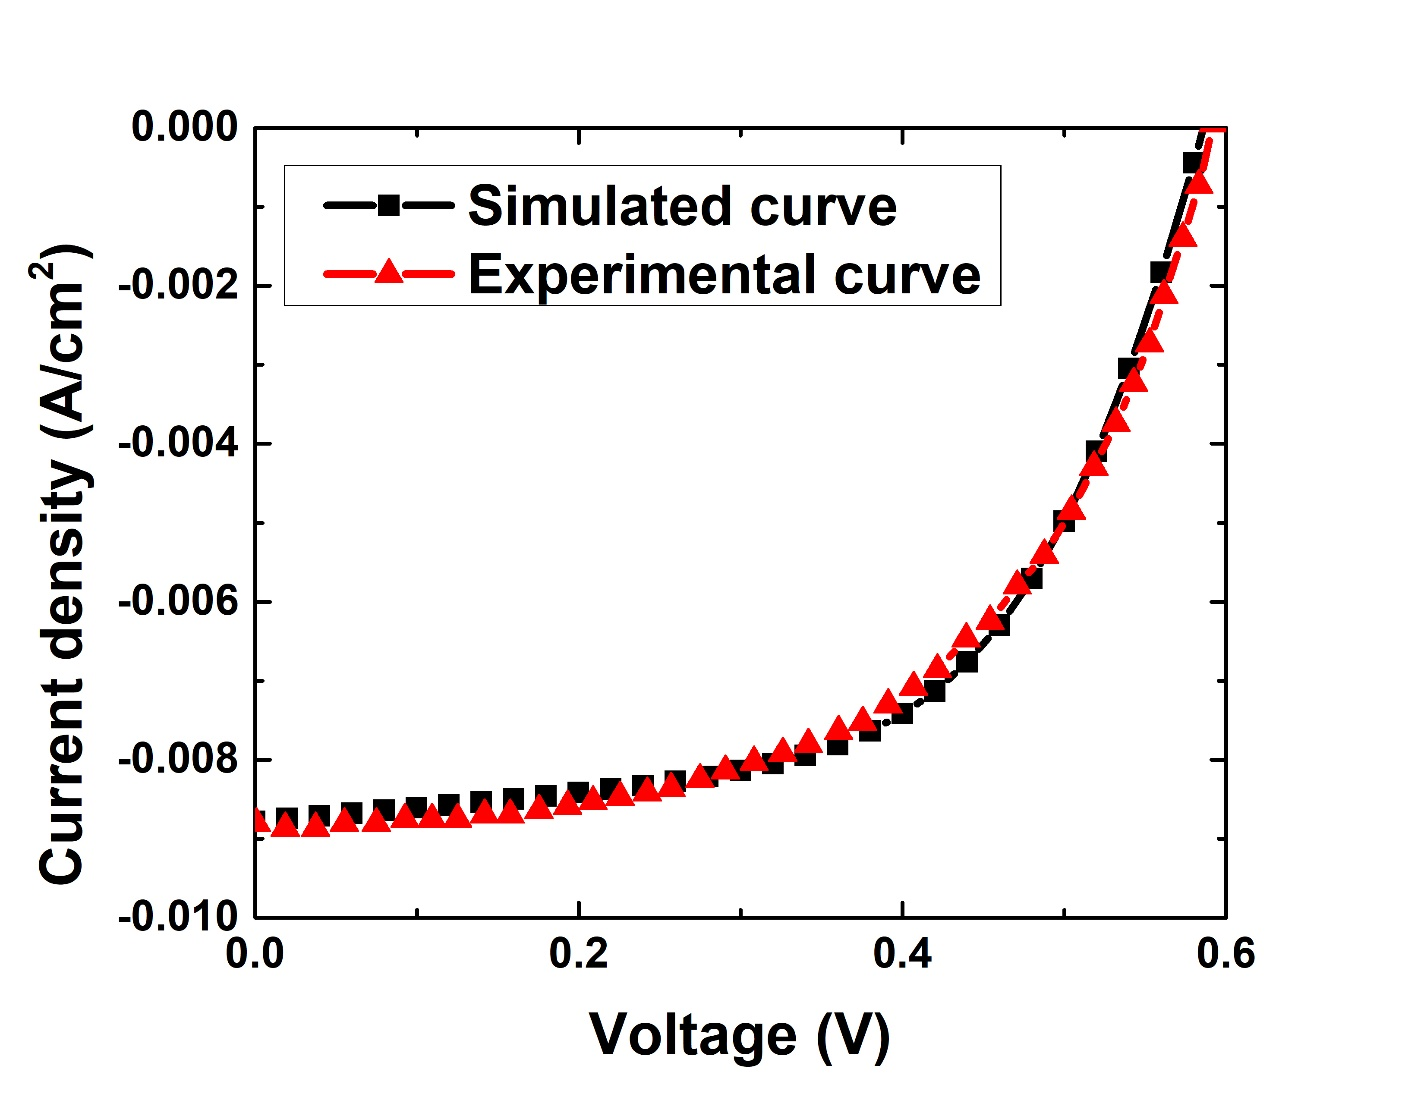 0.000
-0.002
-0.004
-0.006
-0.008
-0.010
0.0
0.2
0.4
0.6
Simulated curve
Experimental curve
Current density (A/cm²)
Voltage (V)